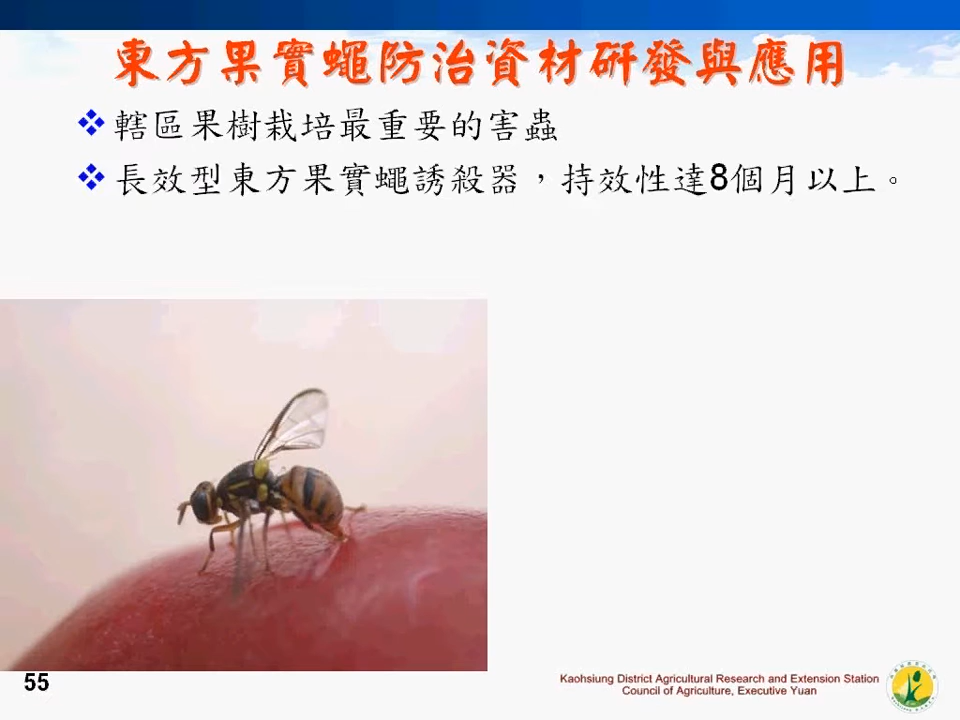 東方果實蠅防治資材研發與應用
轄區果樹栽培最重要的害蟲
長效型東方果實蠅誘殺器，持效性達8個月以上。
55
Kaohsiung District Agricultural Research and Extension Station
Council of Agriculture, Executive Yuan